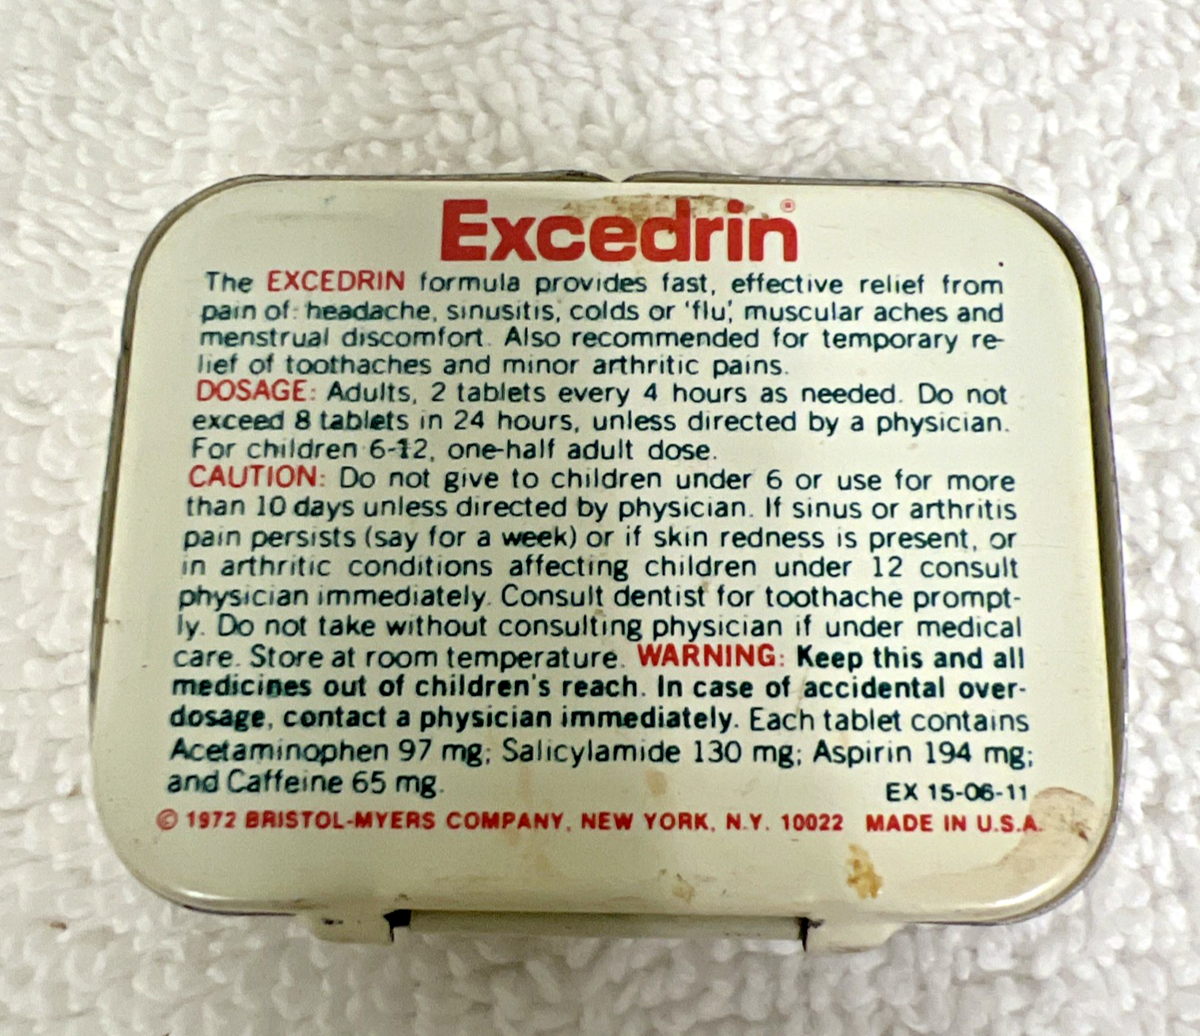 Excedrin®
The EXCEDRIN formula provides fast, effective relief from
pain of: headache, sinusitis, colds or 'flu', muscular aches and
menstrual discomfort. Also recommended for temporary re-
lief of toothaches and minor arthritic pains.
DOSAGE: Adults, 2 tablets every 4 hours as needed. Do not
exceed 8 tablets in 24 hours, unless directed by a physician.
For children 6-12, one-half adult dose.
CAUTION: Do not give to children under 6 or use for more
than 10 days unless directed by physician. If sinus or arthritis
pain persists (say for a week) or if skin redness is present, or
in arthritic conditions affecting children under 12 consult
physician immediately. Consult dentist for toothache prompt-
ly. Do not take without consulting physician if under medical
care. Store at room temperature. WARNING: Keep this and all
medicines out of children's reach. In case of accidental over-
dosage, contact a physician immediately. Each tablet contains
Acetaminophen 97 mg; Salicylamide 130 mg; Aspirin 194 mg;
and Caffeine 65 mg. EX 15-06-11
© 1972 BRISTOL-MYERS COMPANY, NEW YORK, N.Y. 10022 MADE IN U.S.A.